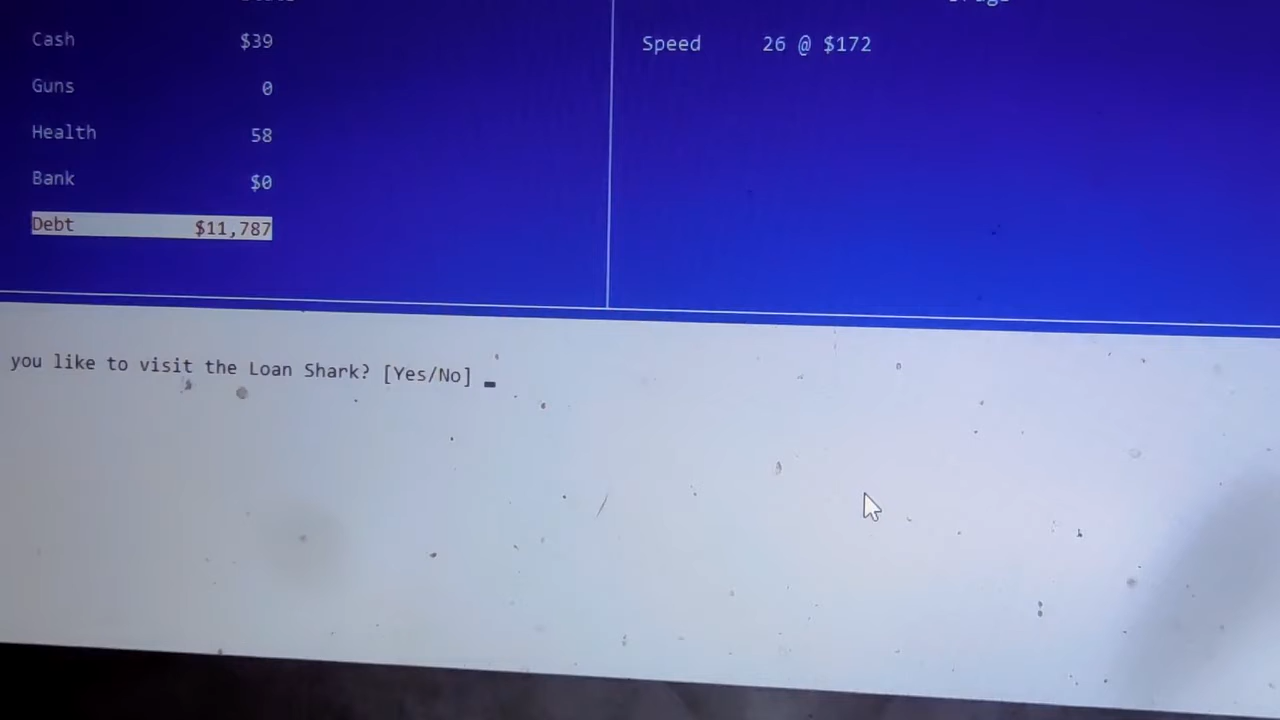 Cash $39
Speed 26 @ $172
Guns 0
Health 58
Bank $0
Debt $11,787
you like to visit the Loan Shark? [Yes/No]